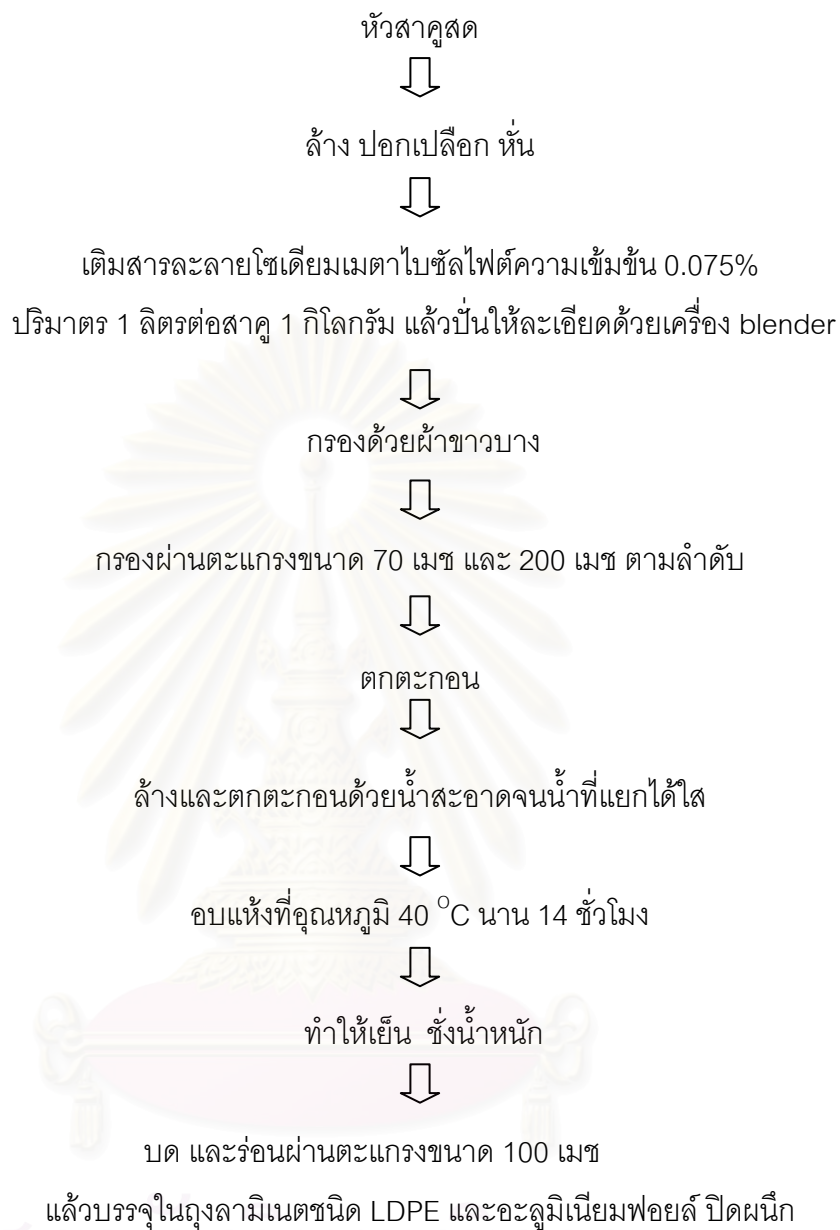 หัวสาคูสด
ล้าง ปอกเปลือก หั่น
เติมสารละลายโซเดียมเมตาไบซัลไฟต์ความเข้มข้น 0.075%
ปริมาตร 1 ลิตรต่อสาคู 1 กิโลกรัม แล้วปั่นให้ละเอียดด้วยเครื่อง blender
กรองด้วยผ้าขาวบาง
กรองผ่านตะแกรงขนาด 70 เมช และ 200 เมช ตามลำดับ
ตกตะกอน
ล้างและตกตะกอนด้วยน้ำสะอาดจนน้ำที่แยกได้ใส
อบแห้งที่อุณหภูมิ 40 °C นาน 14 ชั่วโมง
ทำให้เย็น ชั่งน้ำหนัก
บด และร่อนผ่านตะแกรงขนาด 100 เมช
แล้วบรรจุในถุงลามิเนตชนิด LDPE และอะลูมิเนียมฟอยล์ ปิดผนึก